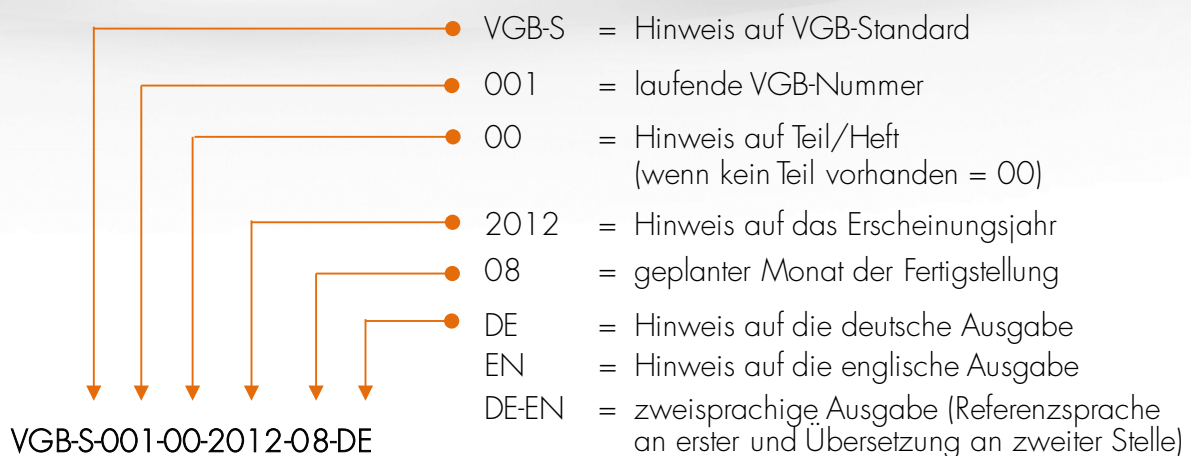 VGB-S = Hinweis auf VGB-Standard
001 = laufende VGB-Nummer
00 = Hinweis auf Teil/Heft
(wenn kein Teil vorhanden = 00)
2012 = Hinweis auf das Erscheinungsjahr
08 = geplanter Monat der Fertigstellung
DE = Hinweis auf die deutsche Ausgabe
EN = Hinweis auf die englische Ausgabe
DE-EN = zweisprachige Ausgabe (Referenzsprache
an erster und Übersetzung an zweiter Stelle)
VGB-S-001-00-2012-08-DE